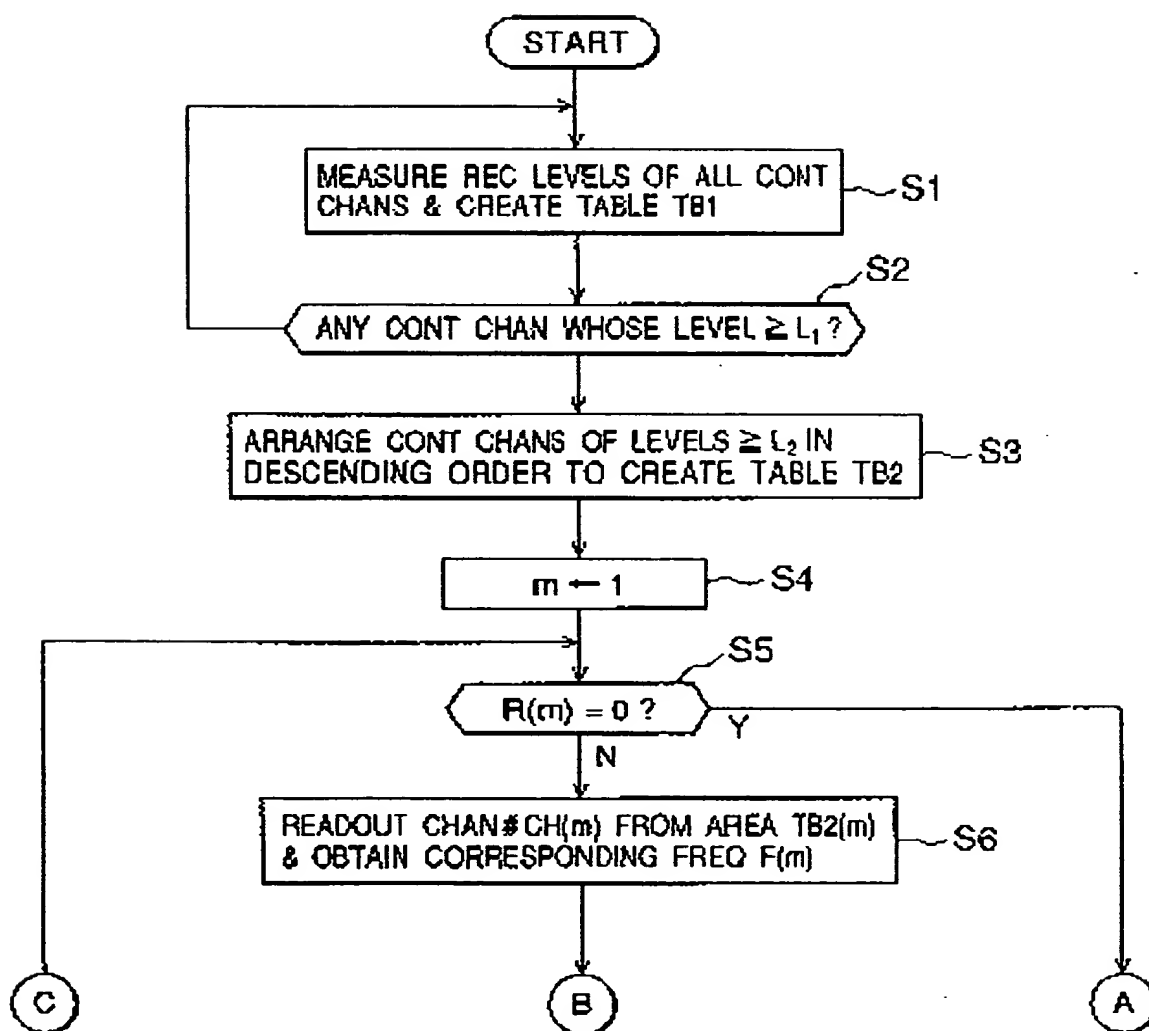 START
MEASURE REC LEVELS OF ALL CONT
CHANS & CREATE TABLE TB1
S1
S2
ANY CONT CHAN WHOSE LEVEL ≧ L₁ ?
ARRANGE CONT CHANS OF LEVELS ≧ L₂ IN
DESCENDING ORDER TO CREATE TABLE TB2
S3
m ← 1
S4
S5
R(m) = 0 ?
Y
N
READOUT CHAN#CH(m) FROM AREA TB2(m)
& OBTAIN CORRESPONDING FREQ F(m)
S6
C
B
A